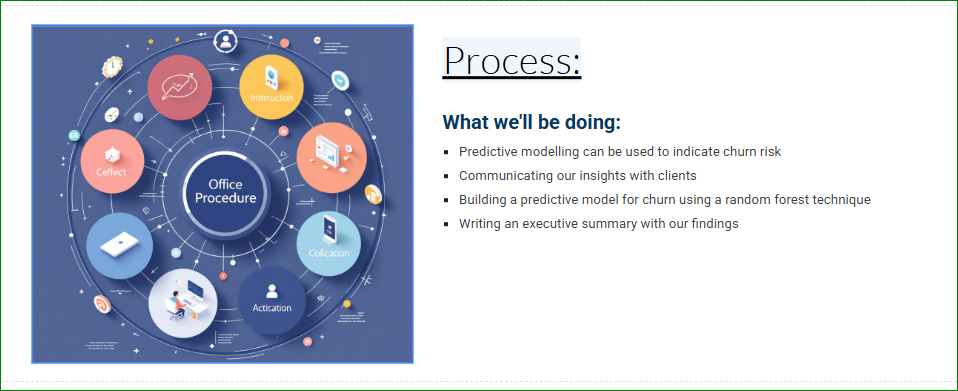 Imtrruction
Ceffect
Office
Procedure
Collcation
Actication
Process:
What we'll be doing:
Predictive modelling can be used to indicate churn risk
Communicating our insights with clients
Building a predictive model for churn using a random forest technique
Writing an executive summary with our findings